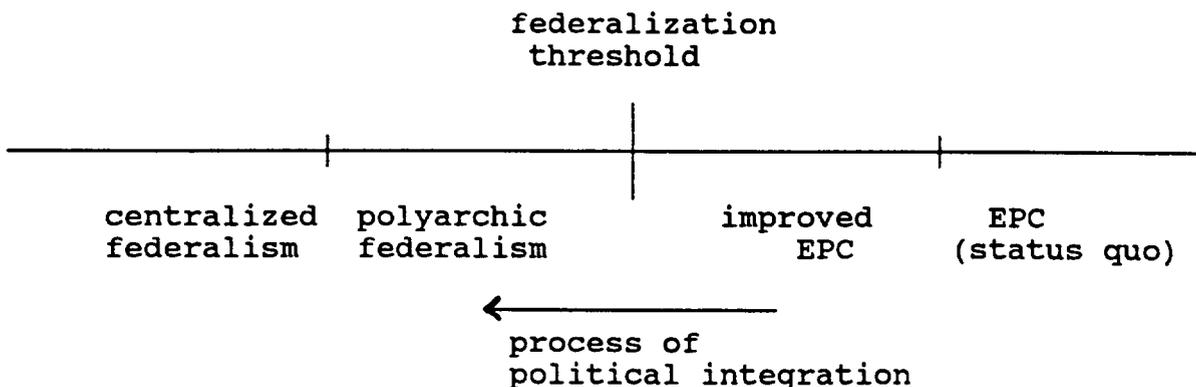 federalization
threshold
centralized polyarchic improved EPC
federalism federalism EPC (status quo)
process of
political integration